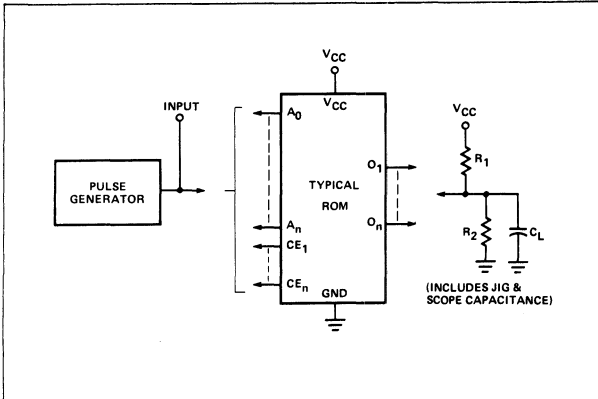 VCC
INPUT
VCC
A0
PULSE
GENERATOR
TYPICAL
ROM
O1
An
On
CE1
CEn
GND
VCC
R1
R2
CL
(INCLUDES JIG &
SCOPE CAPACITANCE)